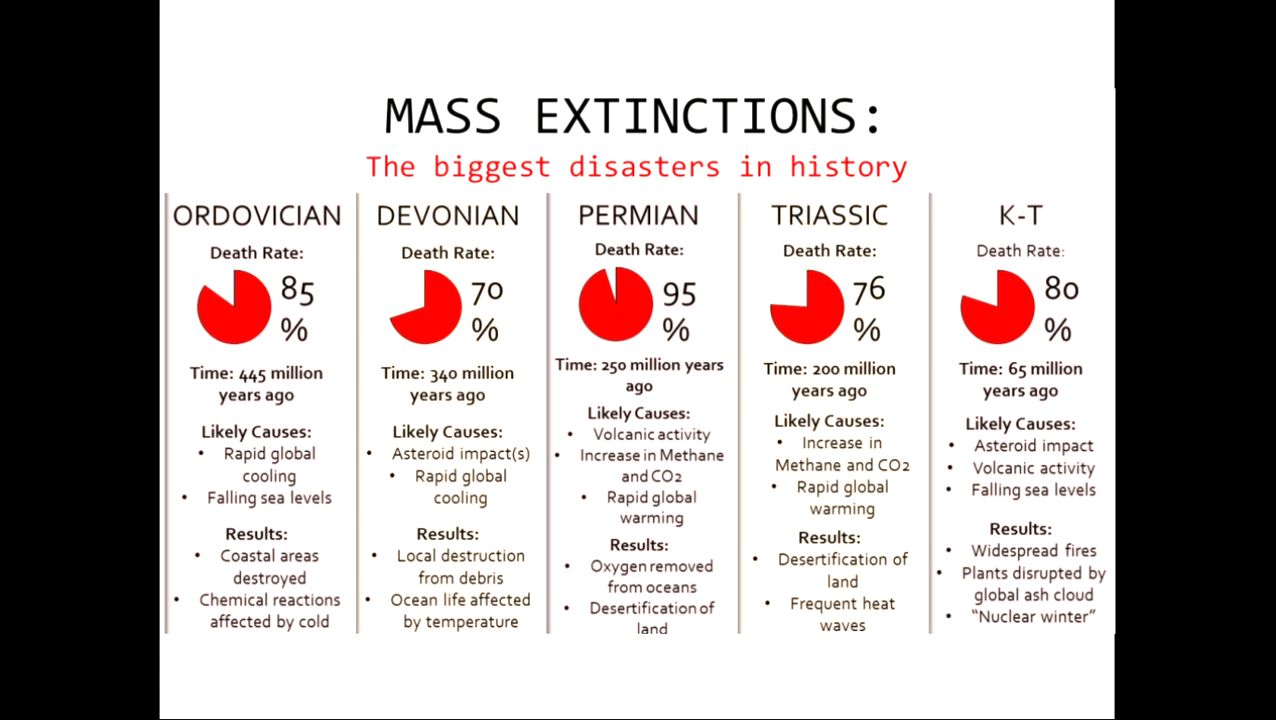 MASS EXTINCTIONS:
The biggest disasters in history
ORDOVICIAN
Death Rate:
85
%
Time: 445 million
years ago
Likely Causes:
• Rapid global
cooling
• Falling sea levels
Results:
• Coastal areas
destroyed
• Chemical reactions
affected by cold
DEVONIAN
Death Rate:
70
%
Time: 340 million
years ago
Likely Causes:
• Asteroid impact(s)
• Rapid global
cooling
Results:
• Local destruction
from debris
• Ocean life affected
by temperature
PERMIAN
Death Rate:
95
%
Time: 250 million years
ago
Likely Causes:
• Volcanic activity
• Increase in Methane
and CO2
• Rapid global
warming
Results:
• Oxygen removed
from oceans
• Desertification of
land
TRIASSIC
Death Rate:
76
%
Time: 200 million
years ago
Likely Causes:
• Increase in
Methane and CO2
• Rapid global
warming
Results:
• Desertification of
land
• Frequent heat
waves
K-T
Death Rate:
80
%
Time: 65 million
years ago
Likely Causes:
• Asteroid impact
• Volcanic activity
• Falling sea levels
Results:
• Widespread fires
• Plants disrupted by
global ash cloud
• “Nuclear winter”